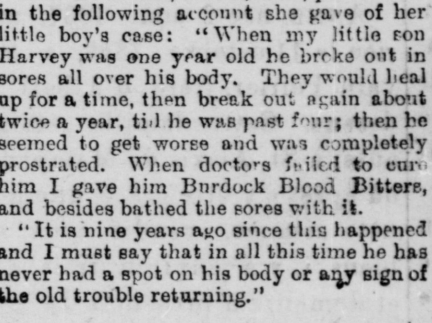 in the following account she gave of her
little boy's case: "When my little son
Harvey was one year old he broke out in
sores all over his body. They would heal
up for a time, then break out again about
twice a year, till he was past four; then he
seemed to get worse and was completely
prostrated. When doctors failed to cure
him I gave him Burdock Blood Bitters,
and besides bathed the sores with it.
"It is nine years ago since this happened
and I must say that in all this time he has
never had a spot on his body or any sign of
the old trouble returning."